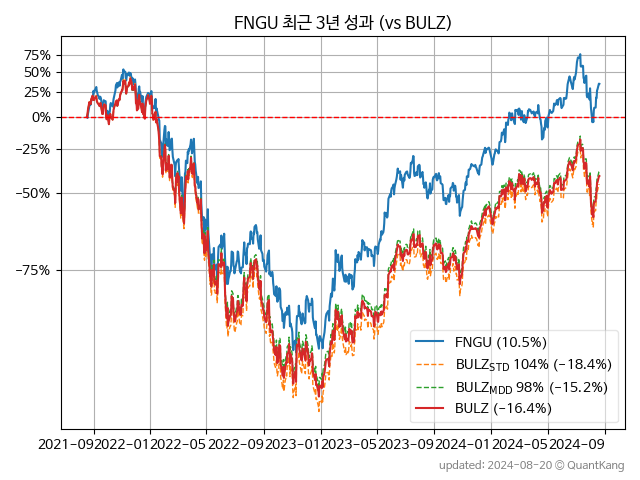 FNGU 최근 3년 성과 (vs BULZ)
75%
50%
25%
0%
−25%
−50%
−75%
FNGU (10.5%)
BULZSTD 104% (−18.4%)
BULZMDD 98% (−15.2%)
BULZ (−16.4%)
2021-09 2022-01 2022-05 2022-09 2023-01 2023-05 2023-09 2024-01 2024-05 2024-09
updated: 2024-08-20 © QuantKang